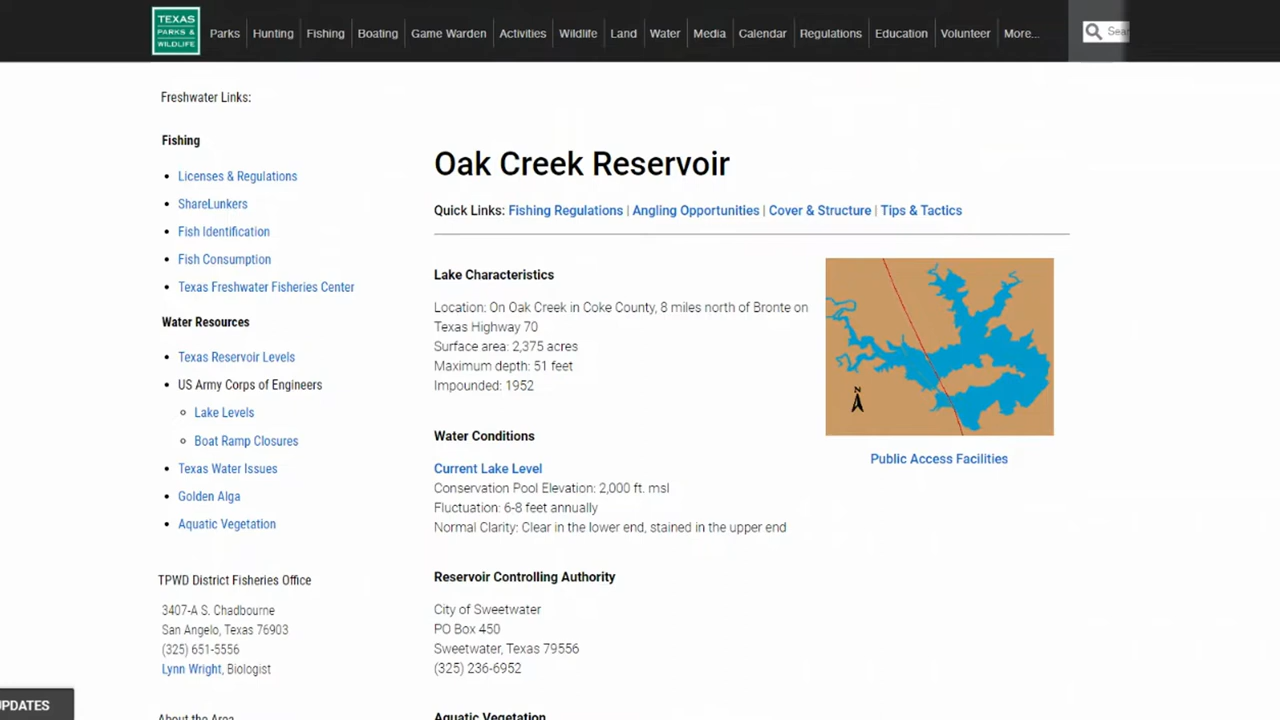 TEXAS
PARKS &
WILDLIFE
Parks
Hunting
Fishing
Boating
Game Warden
Activities
Wildlife
Land
Water
Media
Calendar
Regulations
Education
Volunteer
More...
Freshwater Links:
Fishing
Licenses & Regulations
ShareLunkers
Fish Identification
Fish Consumption
Texas Freshwater Fisheries Center
Water Resources
Texas Reservoir Levels
US Army Corps of Engineers
Lake Levels
Boat Ramp Closures
Texas Water Issues
Golden Alga
Aquatic Vegetation
TPWD District Fisheries Office
3407-A S. Chadbourne
San Angelo, Texas 76903
(325) 651-5556
Lynn Wright, Biologist
About the Area
UPDATES
Oak Creek Reservoir
Quick Links: Fishing Regulations | Angling Opportunities | Cover & Structure | Tips & Tactics
Lake Characteristics
Location: On Oak Creek in Coke County, 8 miles north of Bronte on
Texas Highway 70
Surface area: 2,375 acres
Maximum depth: 51 feet
Impounded: 1952
Water Conditions
Current Lake Level
Conservation Pool Elevation: 2,000 ft. msl
Fluctuation: 6-8 feet annually
Normal Clarity: Clear in the lower end, stained in the upper end
Reservoir Controlling Authority
City of Sweetwater
PO Box 450
Sweetwater, Texas 79556
(325) 236-6952
Aquatic Vegetation
N
Public Access Facilities